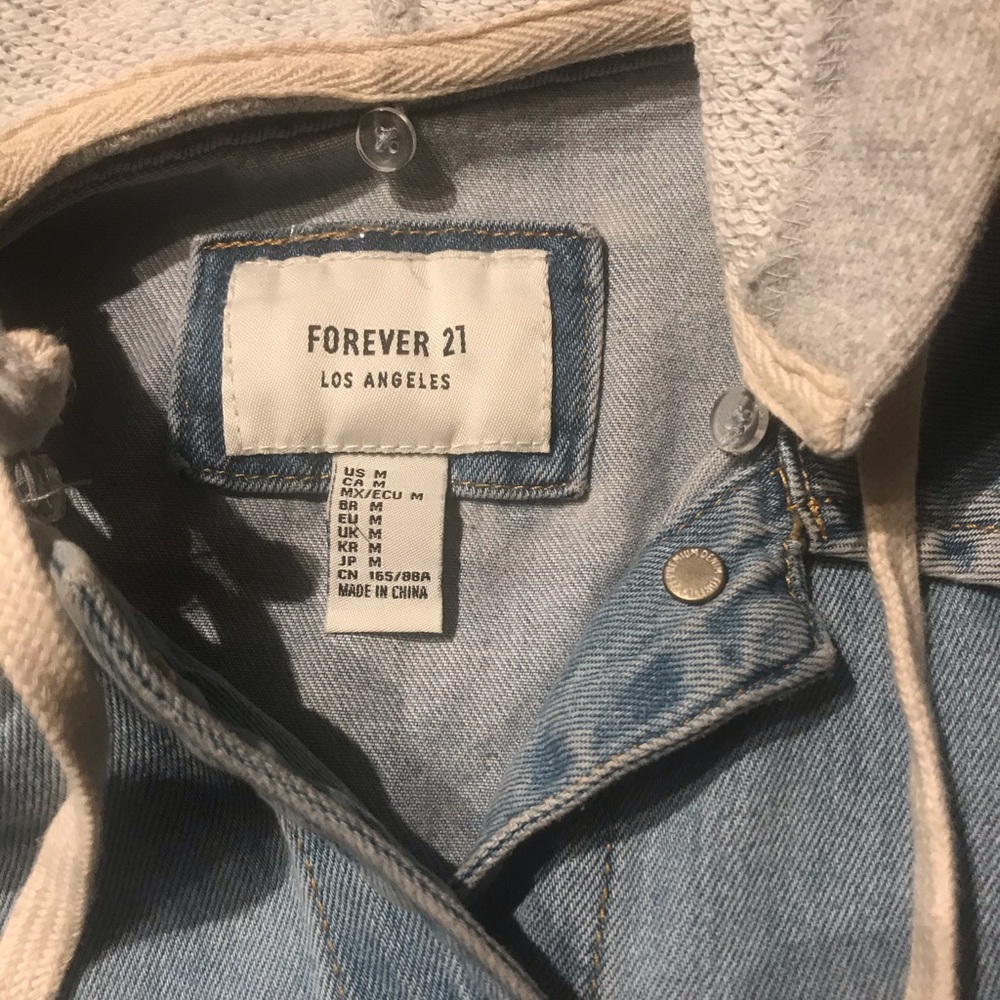 FOREVER 21
LOS ANGELES
US M
CA M
MX/ECU M
BR M
EU M
UK M
KR M
JP M
CN 165/88A
MADE IN CHINA